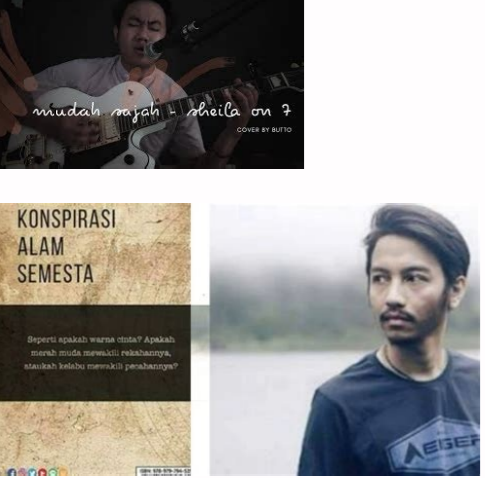 mudah sajah - sheila on 7
COVER BY BUTTO
KONSPIRASI
ALAM
SEMESTA
Seperti apakah warna cinta? Apakah
merah muda mewakili rekahannya,
ataukah kelabu mewakili pecahannya?
AEGER